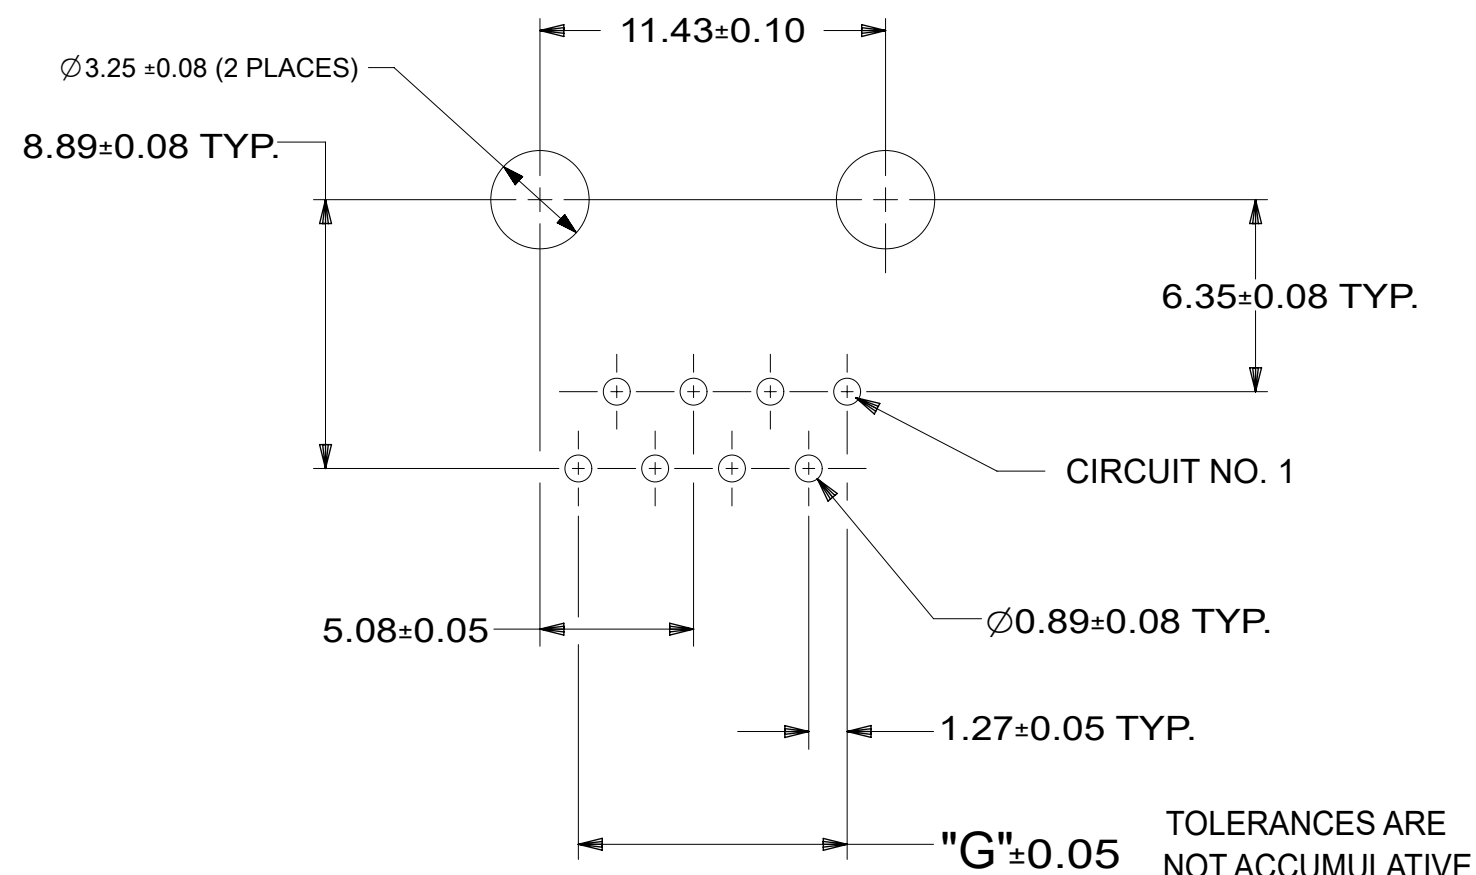 11.43±0.10
∅3.25 ±0.08 (2 PLACES)
8.89±0.08 TYP.
6.35±0.08 TYP.
CIRCUIT NO. 1
5.08±0.05
∅0.89±0.08 TYP.
1.27±0.05 TYP.
"G"±0.05
TOLERANCES ARE
NOT ACCUMULATIVE